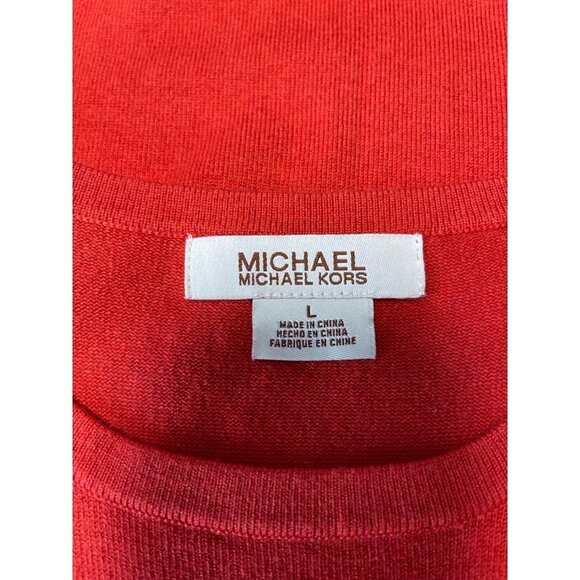 MICHAEL
MICHAEL KORS
L
MADE IN CHINA
HECHO EN CHINA
FABRIQUE EN CHINE